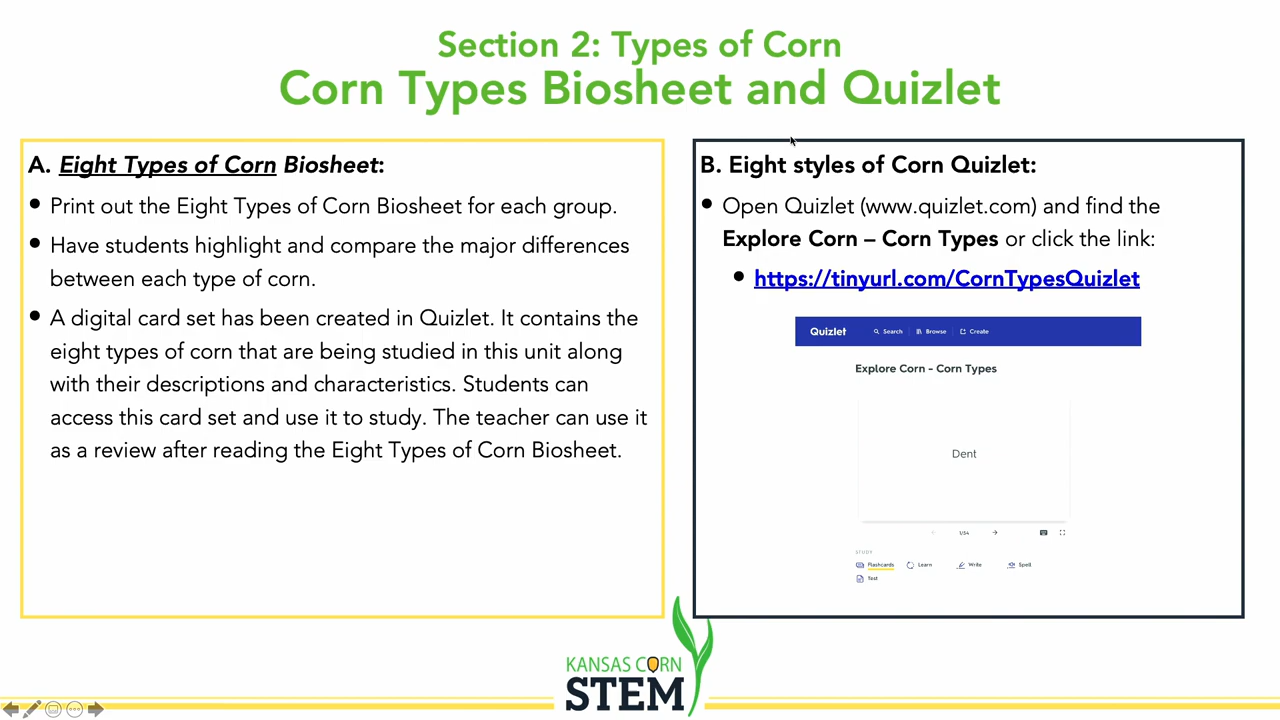 Section 2: Types of Corn
Corn Types Biosheet and Quizlet
A. Eight Types of Corn Biosheet:
• Print out the Eight Types of Corn Biosheet for each group.
• Have students highlight and compare the major differences
between each type of corn.
• A digital card set has been created in Quizlet. It contains the
eight types of corn that are being studied in this unit along
with their descriptions and characteristics. Students can
access this card set and use it to study. The teacher can use it
as a review after reading the Eight Types of Corn Biosheet.
B. Eight styles of Corn Quizlet:
• Open Quizlet (www.quizlet.com) and find the
Explore Corn – Corn Types or click the link:
• https://tinyurl.com/CornTypesQuizlet
Quizlet Search Browse Create
Explore Corn - Corn Types
Dent
1/54
STUDY
Flashcards Learn Write Spell
Test
KANSAS CORN
STEM